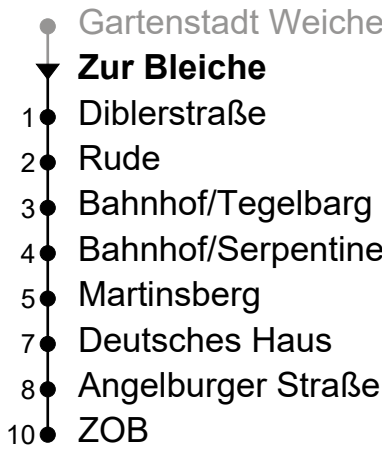 Gartenstadt Weiche
Zur Bleiche
1 Diblerstraße
2 Rude
3 Bahnhof/Tegelbarg
4 Bahnhof/Serpentine
5 Martinsberg
7 Deutsches Haus
8 Angelburger Straße
10 ZOB